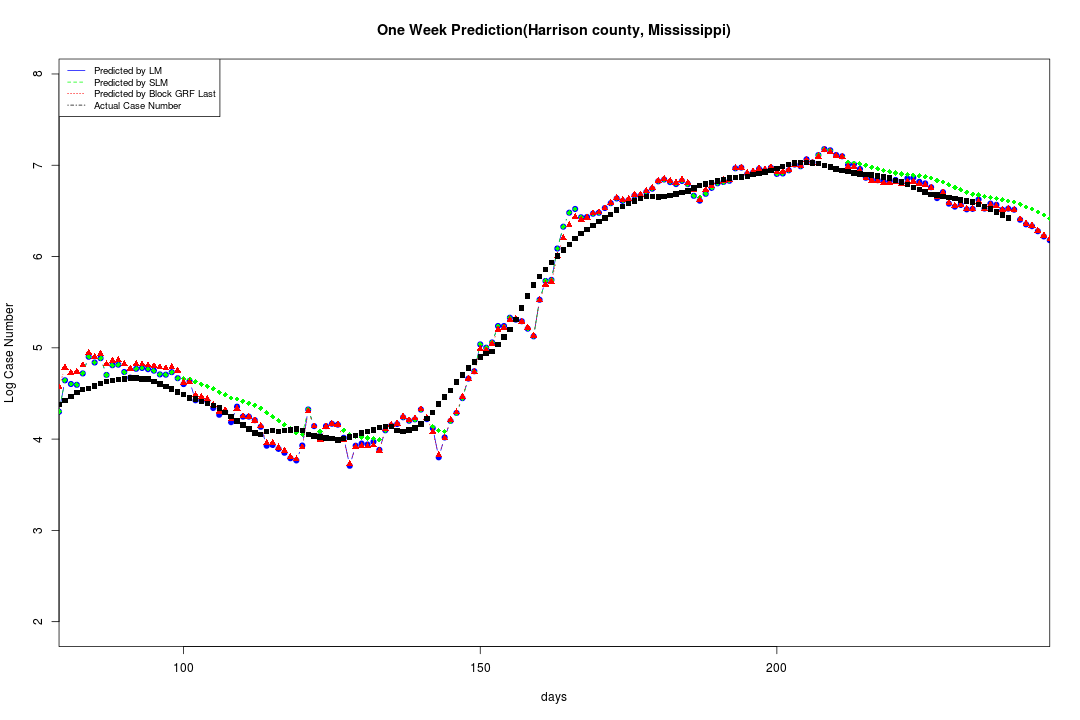 One Week Prediction(Harrison county, Mississippi)
Predicted by LM
Predicted by SLM
Predicted by Block GRF Last
Actual Case Number
8
7
6
5
4
3
2
Log Case Number
100 150 200
days